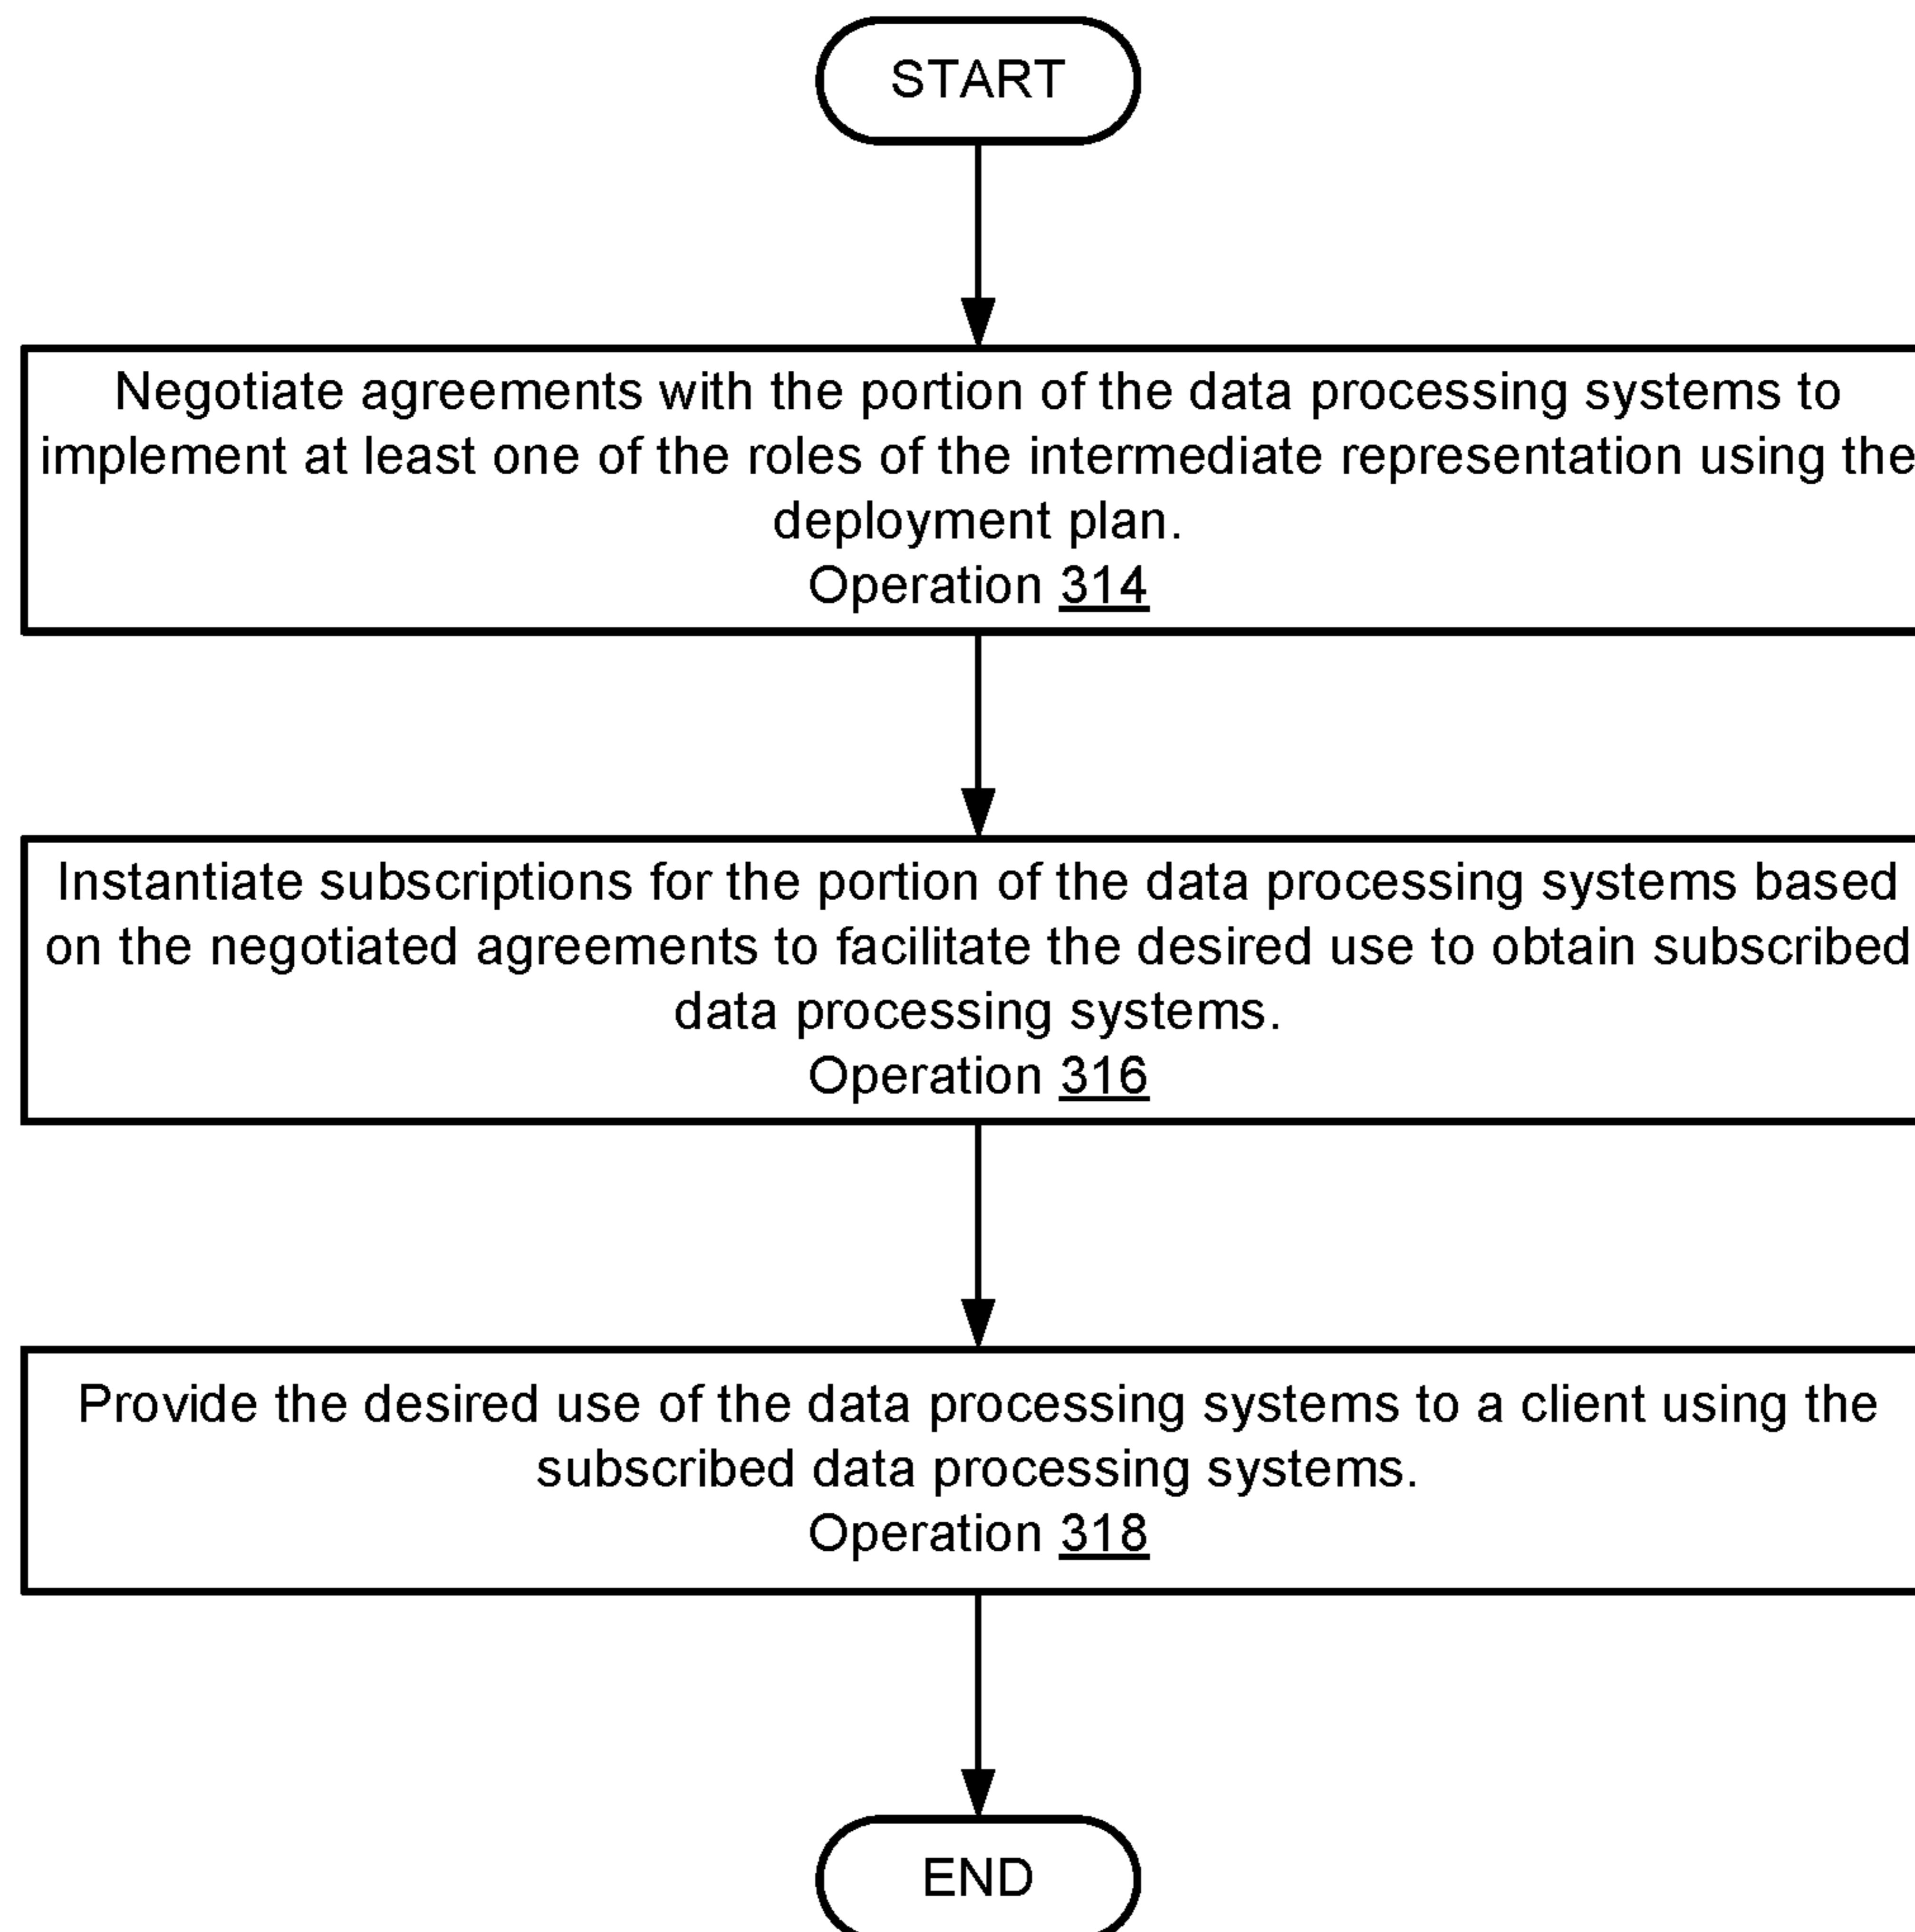 START
Negotiate agreements with the portion of the data processing systems to
implement at least one of the roles of the intermediate representation using the
deployment plan.
Operation 314
Instantiate subscriptions for the portion of the data processing systems based
on the negotiated agreements to facilitate the desired use to obtain subscribed
data processing systems.
Operation 316
Provide the desired use of the data processing systems to a client using the
subscribed data processing systems.
Operation 318
END